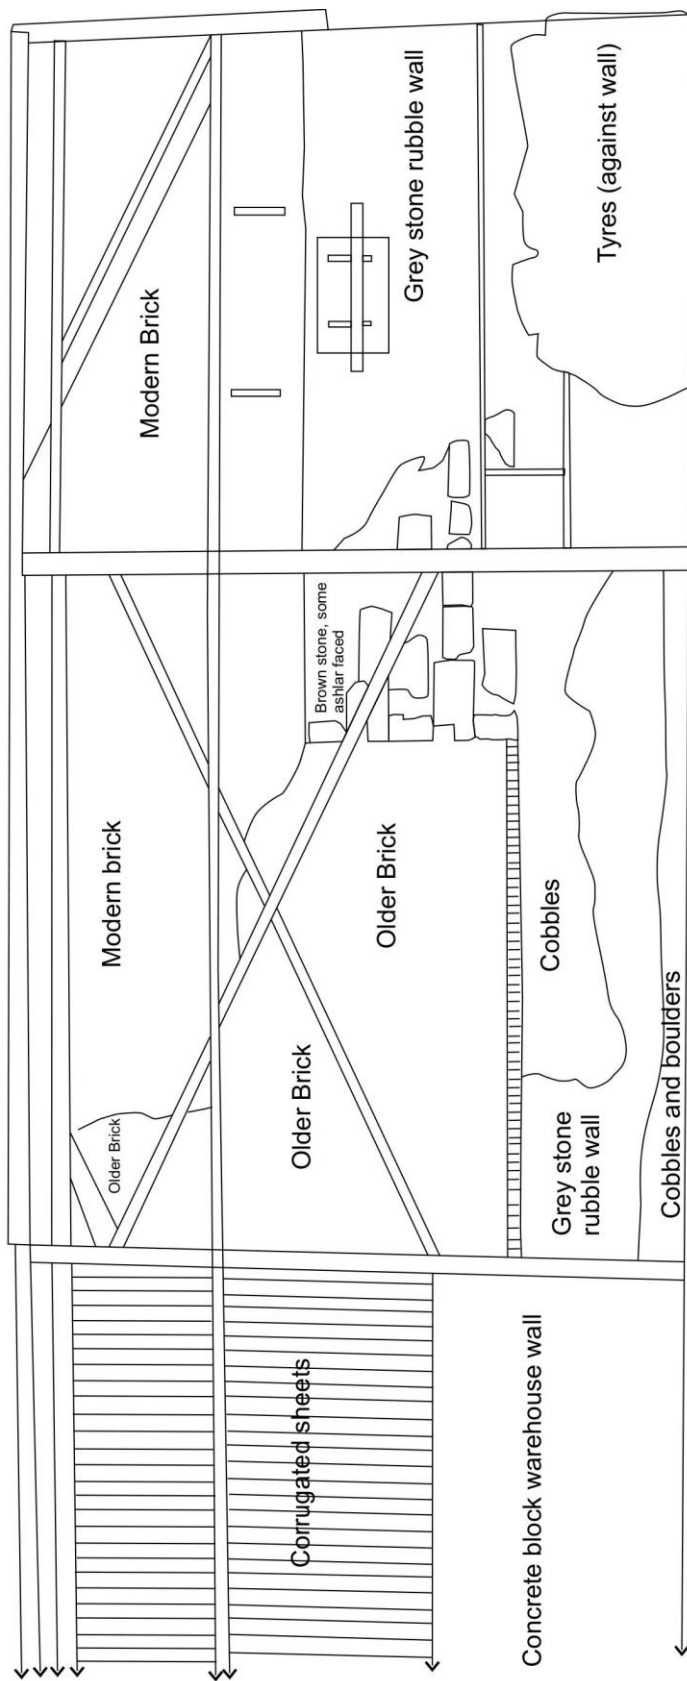 Older Brick
Modern brick
Modern Brick
Corrugated sheets
Older Brick
Older Brick
Brown stone, some
ashlar faced
Grey stone rubble wall
Concrete block warehouse wall
Grey stone
rubble wall
Cobbles
Tyres (against wall)
Cobbles and boulders